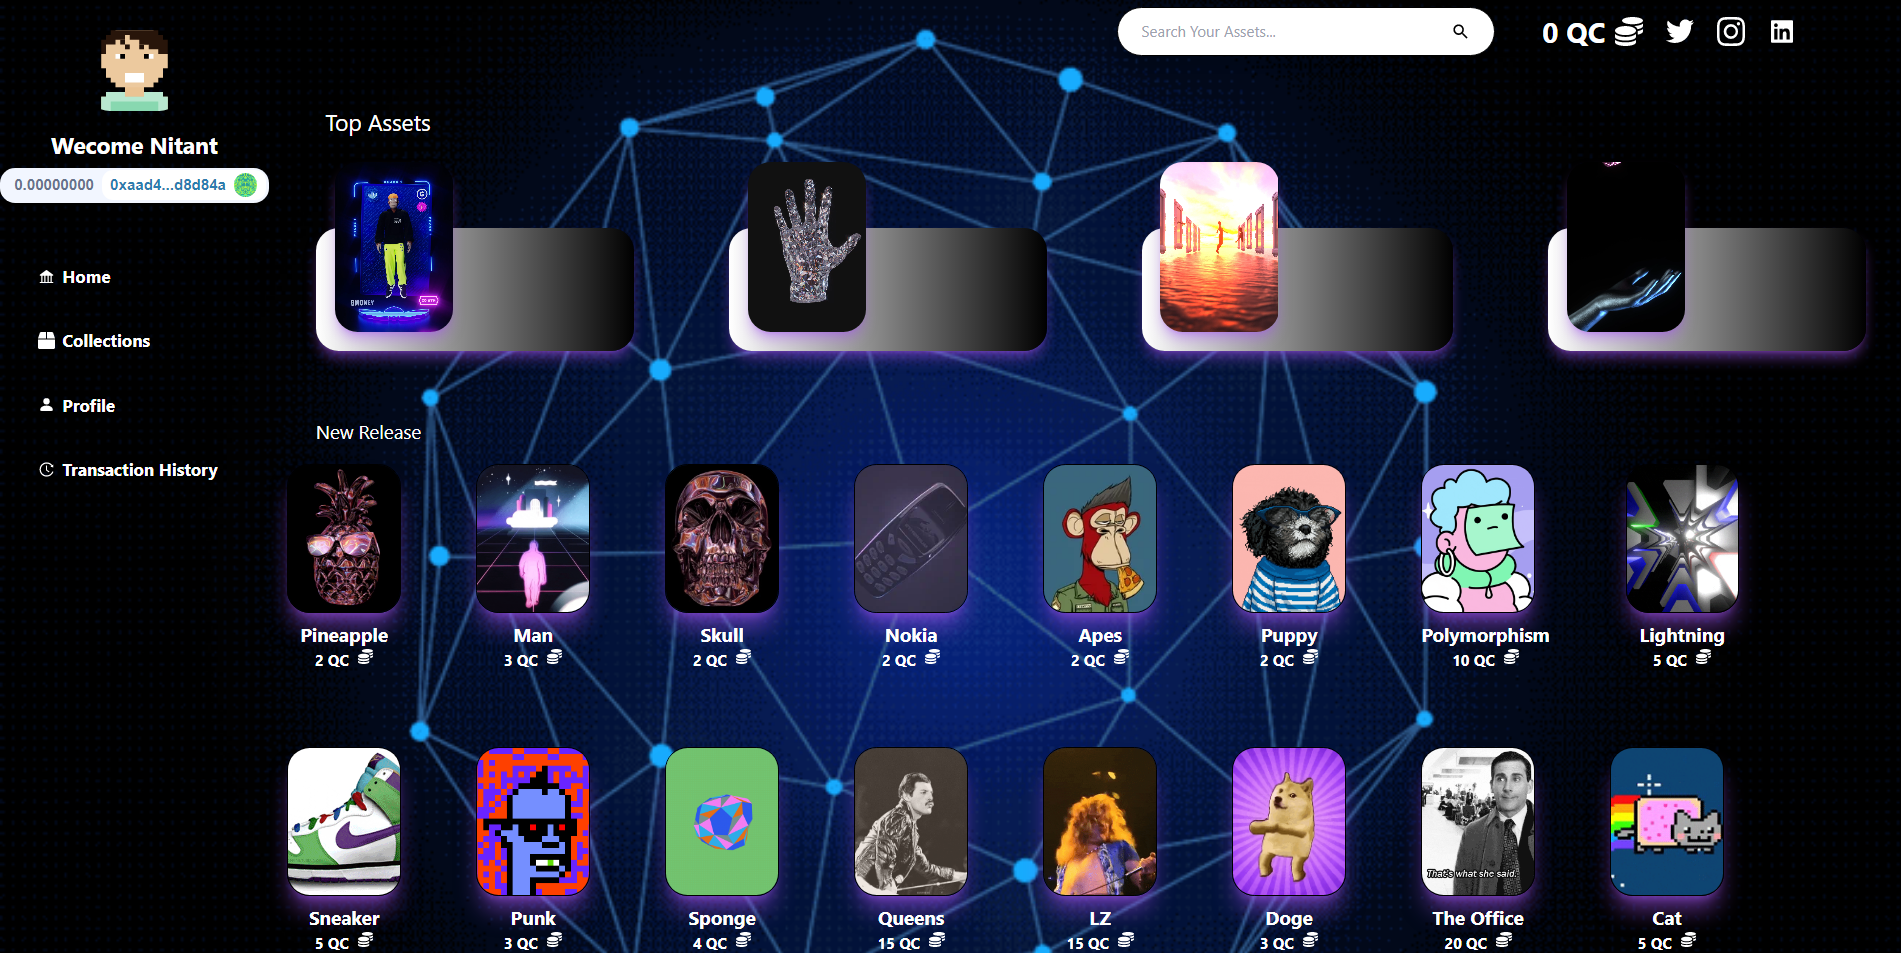 Search Your Assets...
0 QC
Wecome Nitant
0.00000000 0xaad4...d8d84a
Home
Collections
Profile
Transaction History
Top Assets
New Release
Pineapple
2 QC
Man
3 QC
Skull
2 QC
Nokia
2 QC
Apes
2 QC
Puppy
2 QC
Polymorphism
10 QC
Lightning
5 QC
That's what she said.
Sneaker
5 QC
Punk
3 QC
Sponge
4 QC
Queens
15 QC
LZ
15 QC
Doge
3 QC
The Office
20 QC
Cat
5 QC